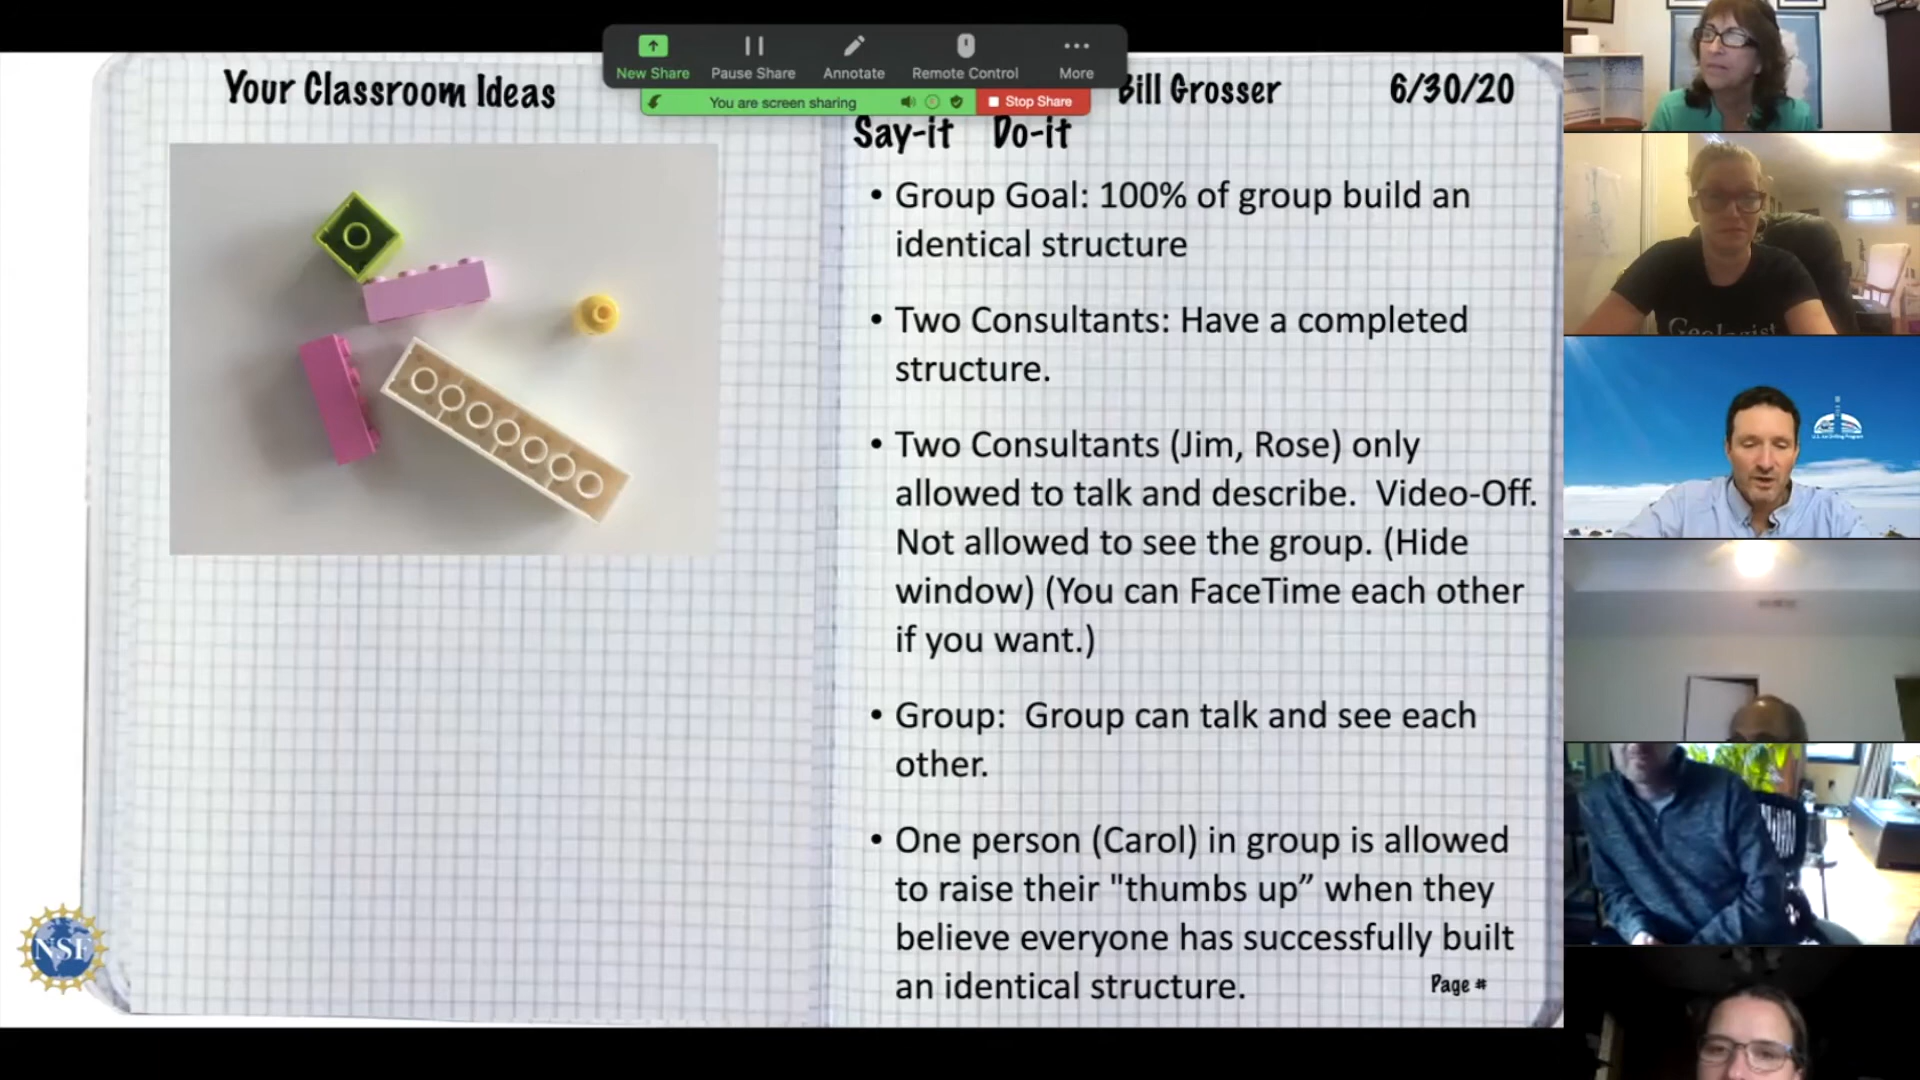 New Share
Pause Share
Annotate
Remote Control
More
You are screen sharing
Stop Share
Your Classroom Ideas
Bill Grosser
6/30/20
Say-it Do-it
• Group Goal: 100% of group build an
identical structure
• Two Consultants: Have a completed
structure.
• Two Consultants (Jim, Rose) only
allowed to talk and describe. Video-Off.
Not allowed to see the group. (Hide
window) (You can FaceTime each other
if you want.)
• Group: Group can talk and see each
other.
• One person (Carol) in group is allowed
to raise their "thumbs up” when they
believe everyone has successfully built
an identical structure.
Page #
NSF
Geologist
U.S. Ice Drilling Program